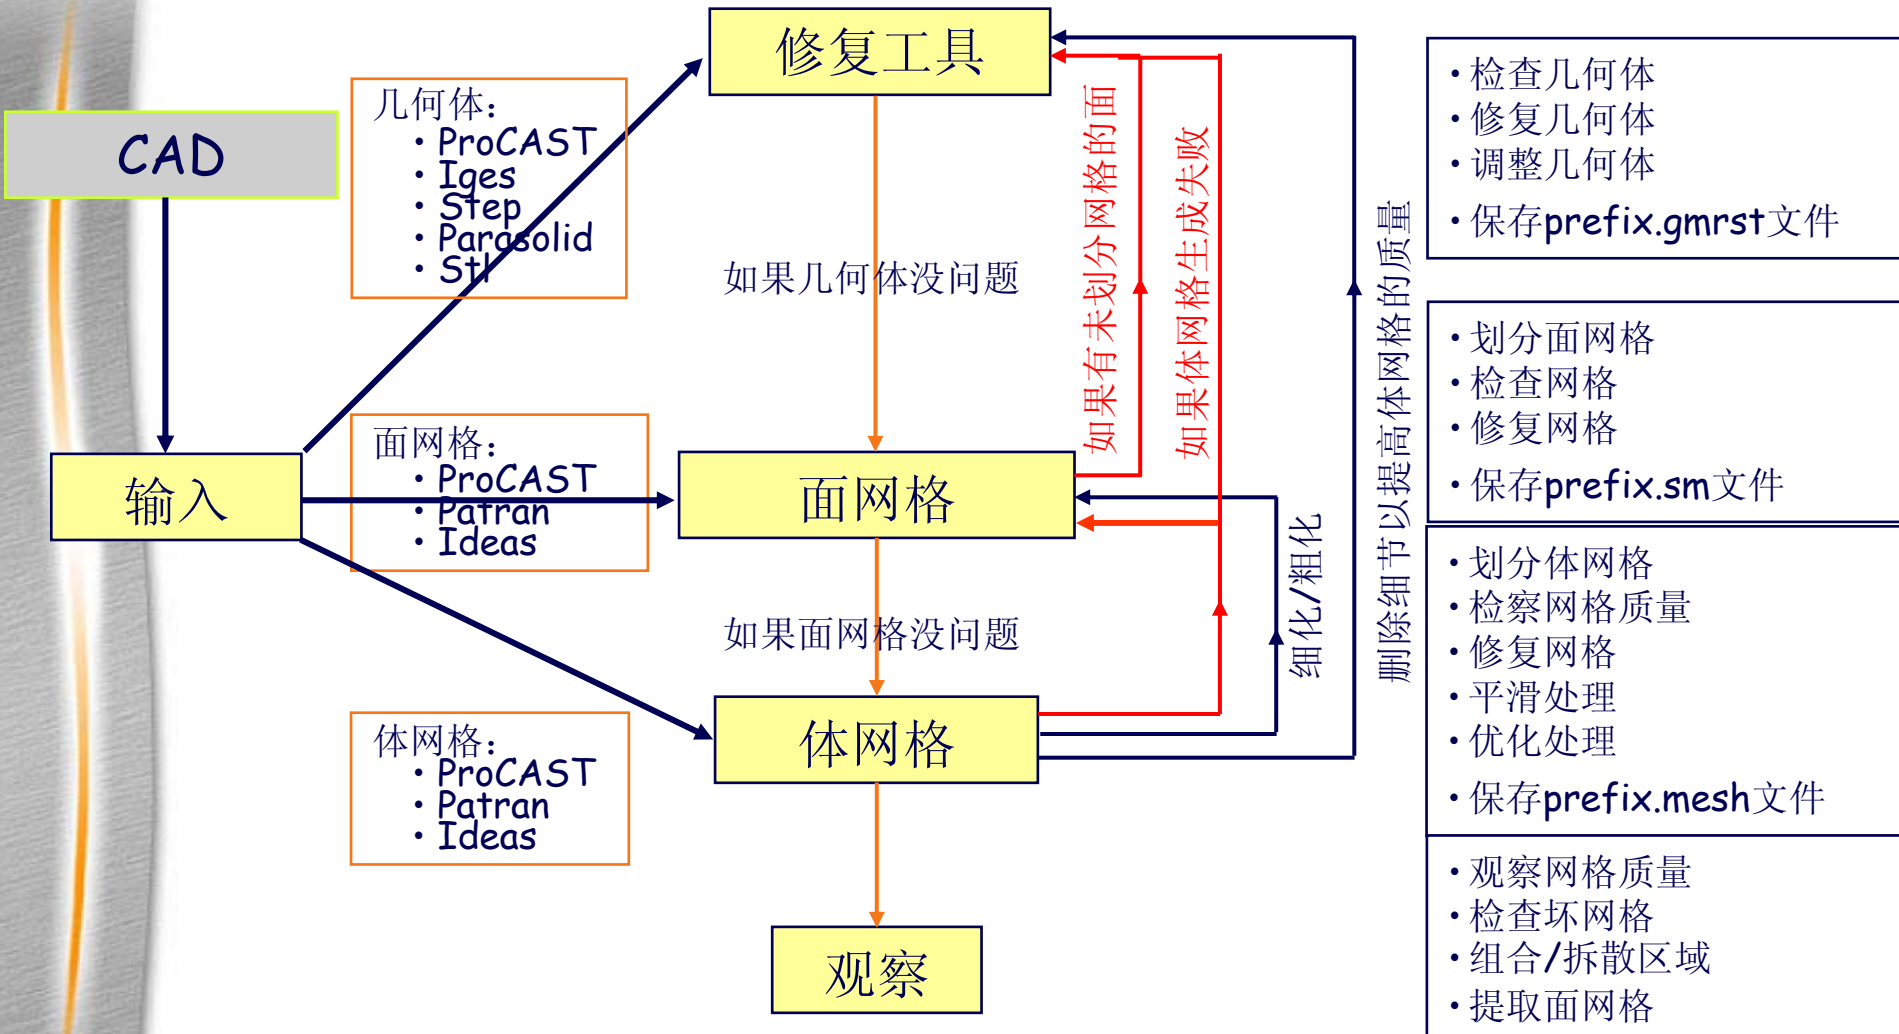 修复工具
CAD
几何体：
·ProCAST
·Iges
·Step
·Parasolid
·Stl
如果几何体没问题
如果有未划分网格的面
如果体网格生成失败
删除细节以提高体网格的质量
输入
面网格：
·ProCAST
·Patran
·Ideas
面网格
如果面网格没问题
细化/粗化
体网格：
·ProCAST
·Patran
·Ideas
体网格
观察
·检查几何体
·修复几何体
·调整几何体
·保存prefix.gmrst文件
·划分面网格
·检查网格
·修复网格
·保存prefix.sm文件
·划分体网格
·检察网格质量
·修复网格
·平滑处理
·优化处理
·保存prefix.mesh文件
·观察网格质量
·检查坏网格
·组合/拆散区域
·提取面网格